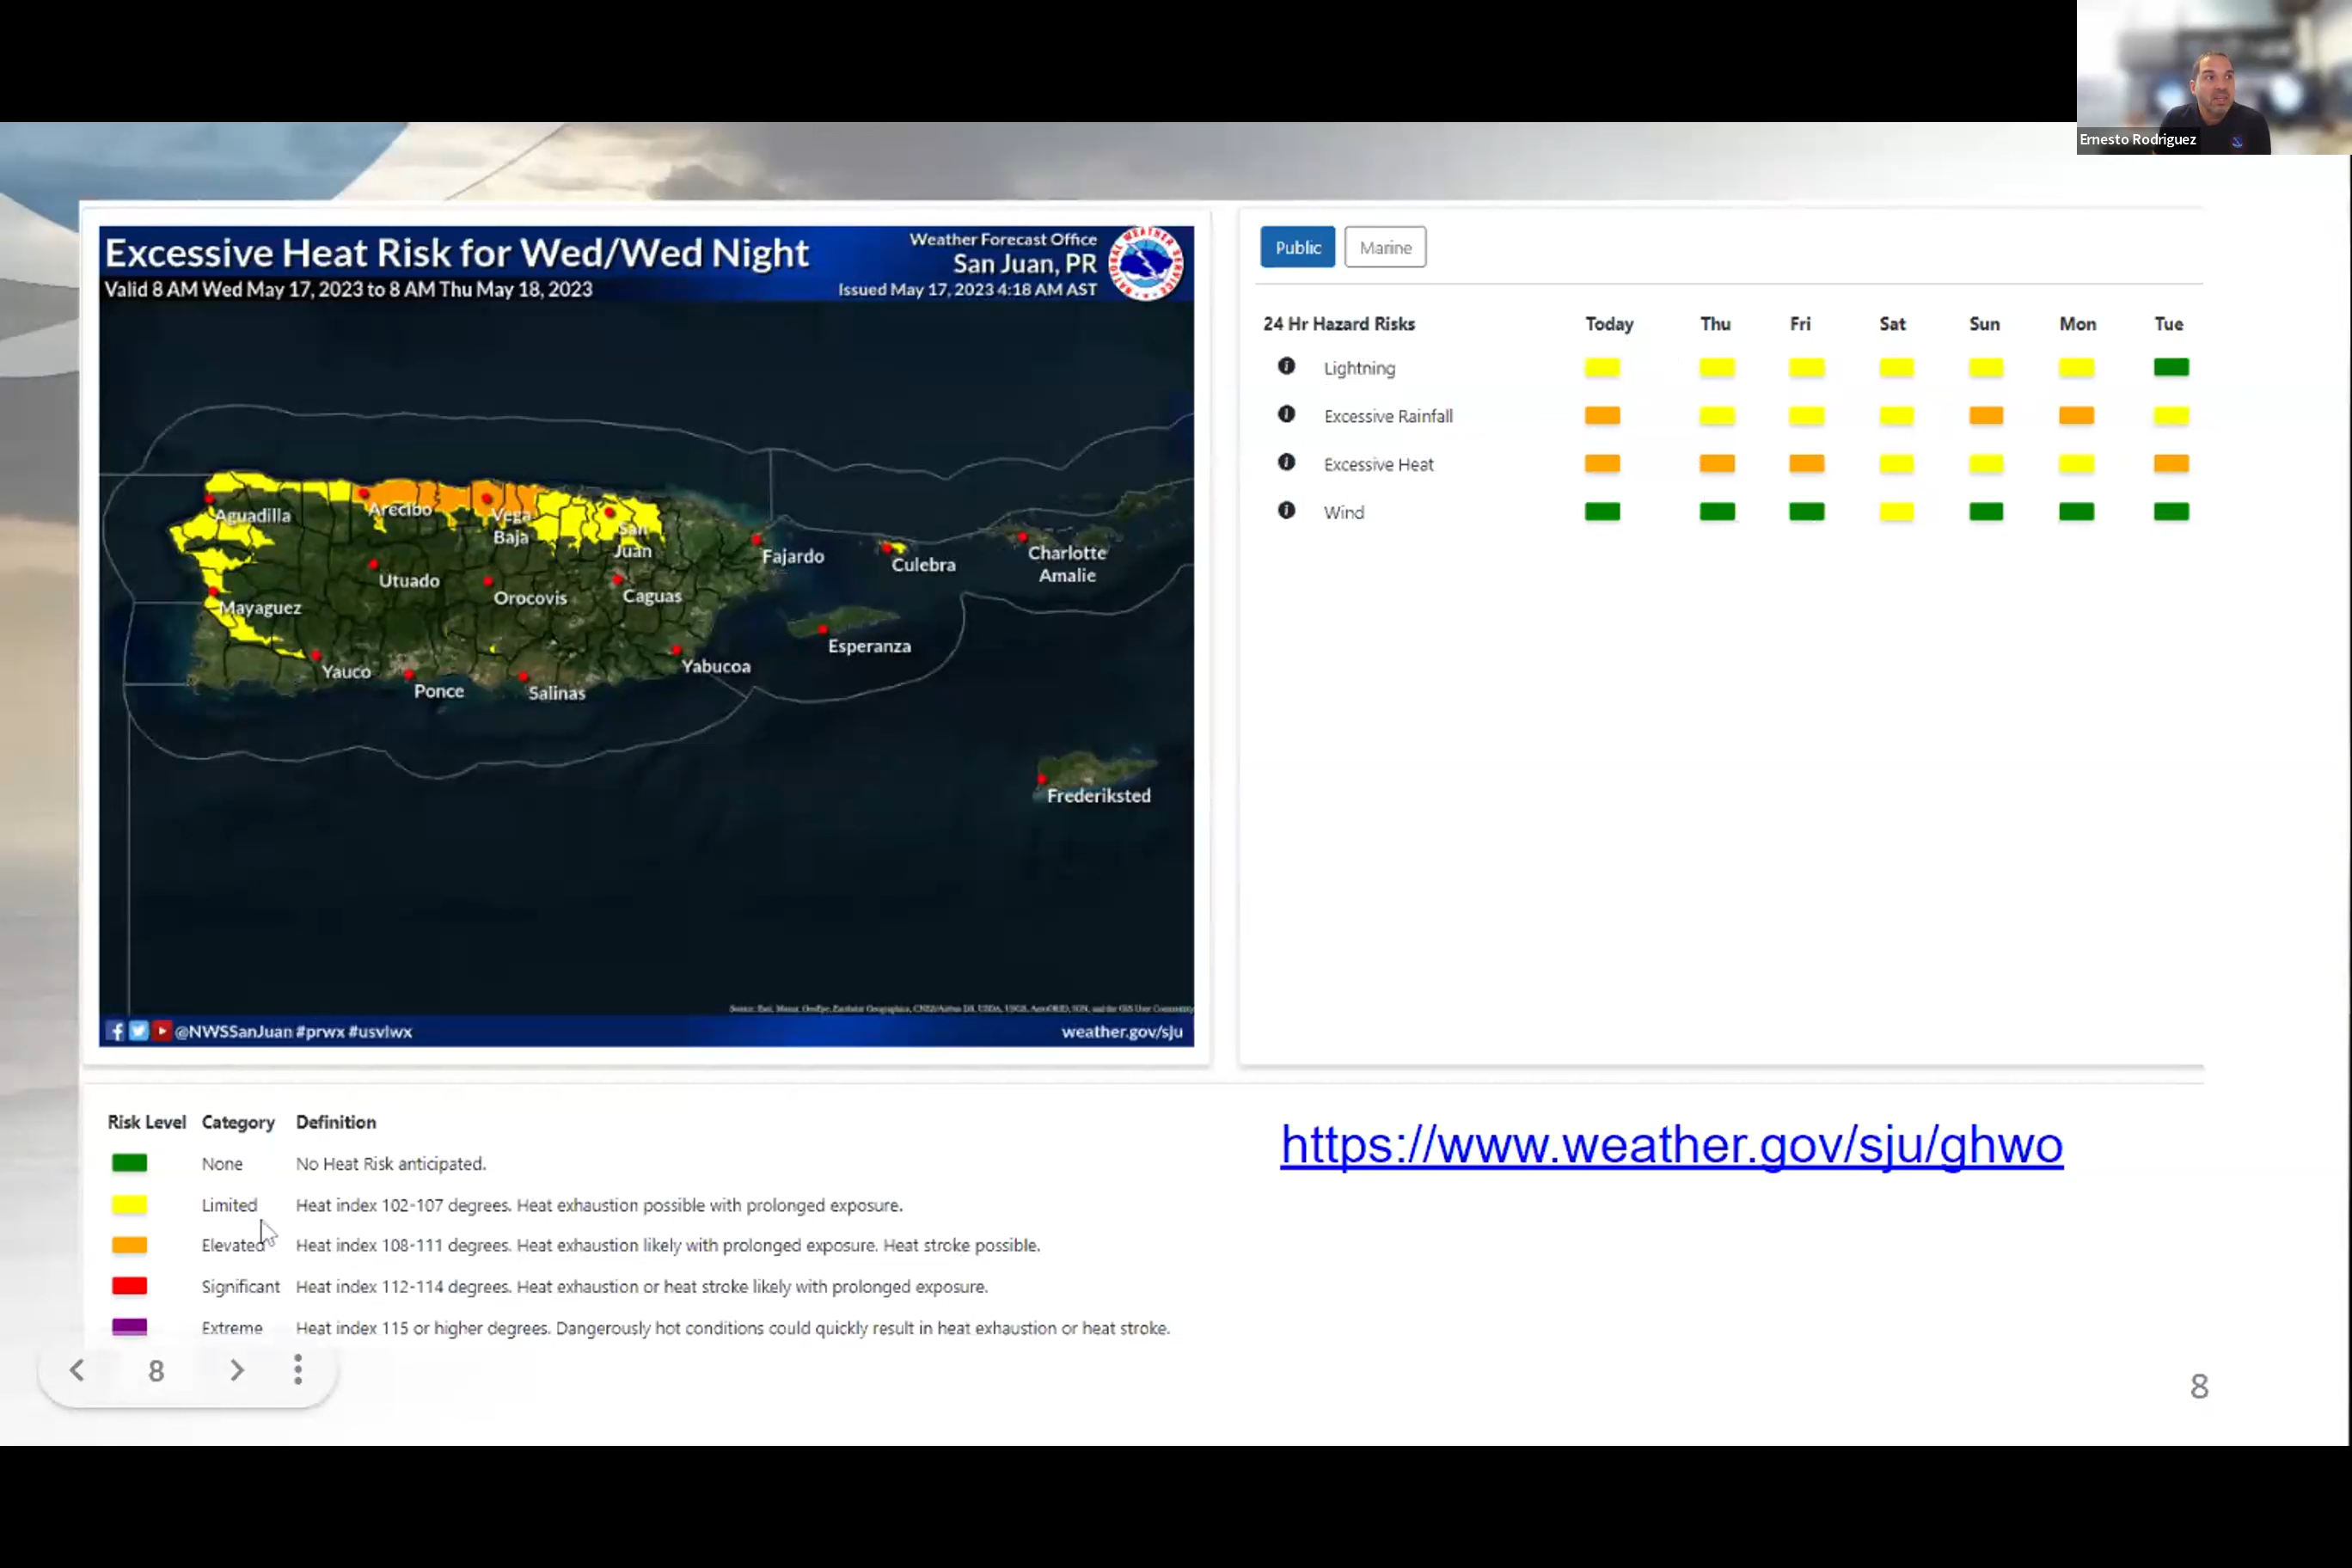 Ernesto Rodriguez
Excessive Heat Risk for Wed/Wed Night
Valid 8 AM Wed May 17, 2023 to 8 AM Thu May 18, 2023
Weather Forecast Office
San Juan, PR
Issued May 17, 2023 4:18 AM AST
NATIONAL WEATHER SERVICE
Aguadilla
Arecibo
Vega
Baja
San
Juan
Fajardo
Culebra
Charlotte
Amalie
Utuado
Orocovis
Caguas
Mayaguez
Esperanza
Yauco
Ponce
Salinas
Yabucoa
Frederiksted
@NWSSanJuan #prwx #usviwx
weather.gov/sju
Public
Marine
24 Hr Hazard Risks Today Thu Fri Sat Sun Mon Tue
Lightning
Excessive Rainfall
Excessive Heat
Wind
Risk Level Category Definition
None No Heat Risk anticipated.
Limited Heat index 102-107 degrees. Heat exhaustion possible with prolonged exposure.
Elevated Heat index 108-111 degrees. Heat exhaustion likely with prolonged exposure. Heat stroke possible.
Significant Heat index 112-114 degrees. Heat exhaustion or heat stroke likely with prolonged exposure.
Extreme Heat index 115 or higher degrees. Dangerously hot conditions could quickly result in heat exhaustion or heat stroke.
https://www.weather.gov/sju/ghwo
8
8